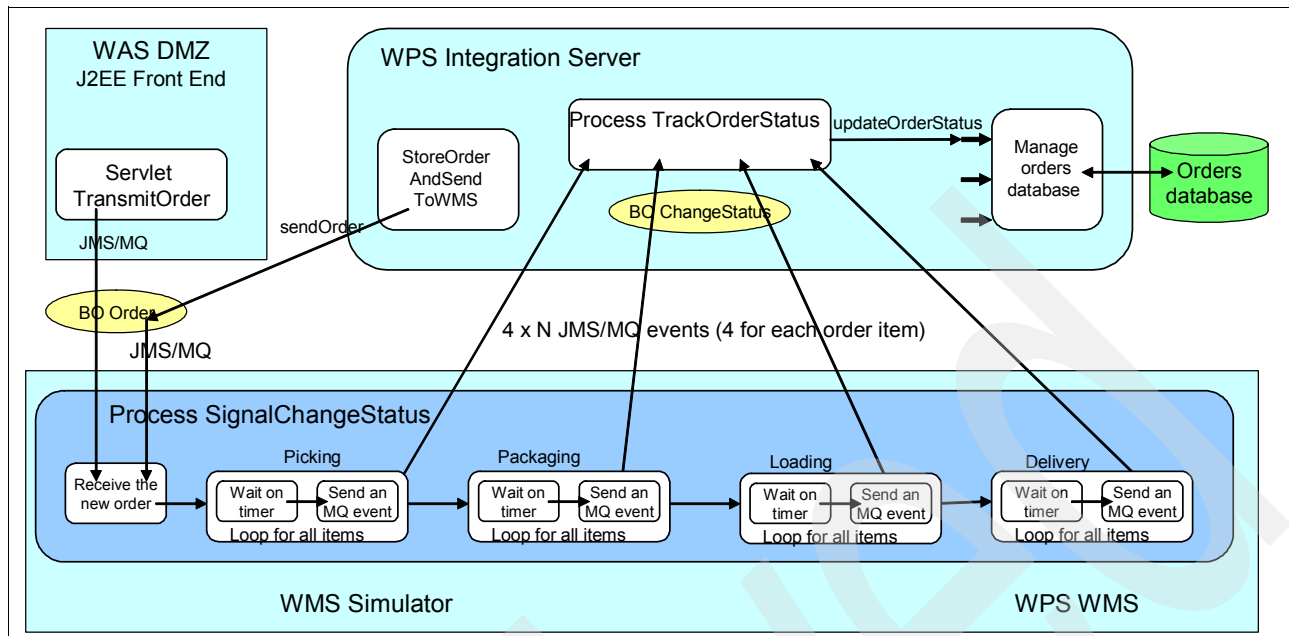 WAS DMZ
J2EE Front End
Servlet
TransmitOrder
JMS/MQ
WPS Integration Server
StoreOrder
AndSend
ToWMS
sendOrder
Process TrackOrderStatus
BO ChangeStatus
updateOrderStatus
Manage
orders
database
Orders
database
BO Order
JMS/MQ
4 x N JMS/MQ events (4 for each order item)
Process SignalChangeStatus
Receive the
new order
Picking
Wait on
timer
Send an
MQ event
Loop for all items
Packaging
Wait on
timer
Send an
MQ event
Loop for all items
Loading
Wait on
timer
Send an
MQ event
Loop for all items
Delivery
Wait on
timer
Send an
MQ event
Loop for all items
WMS Simulator
WPS WMS